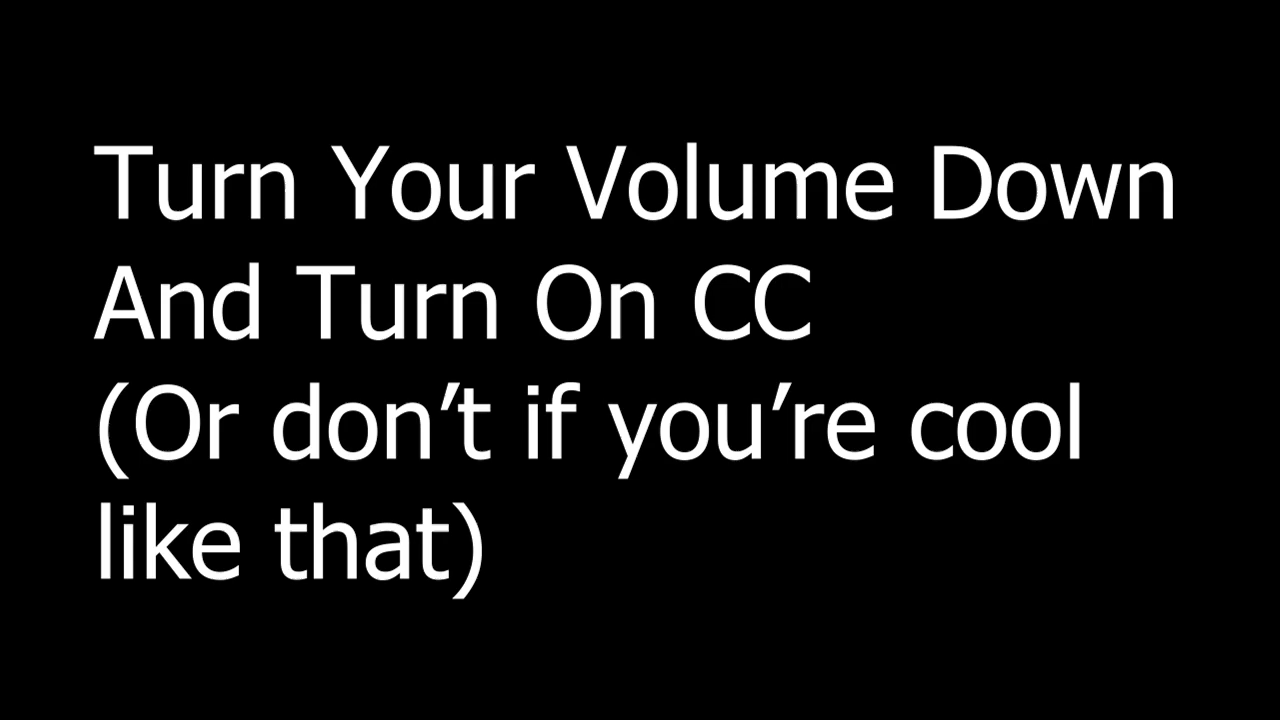 Turn Your Volume Down
And Turn On CC
(Or don’t if you’re cool
like that)